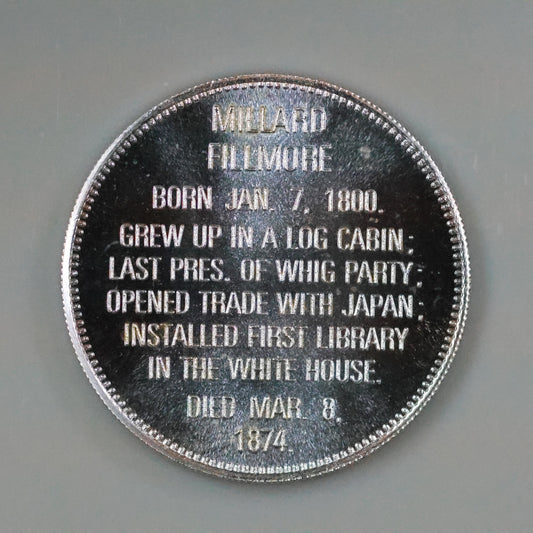 MILLARD
FILLMORE
BORN JAN. 7, 1800.
GREW UP IN A LOG CABIN;
LAST PRES. OF WHIG PARTY;
OPENED TRADE WITH JAPAN;
INSTALLED FIRST LIBRARY
IN THE WHITE HOUSE.
DIED MAR. 8,
1874.